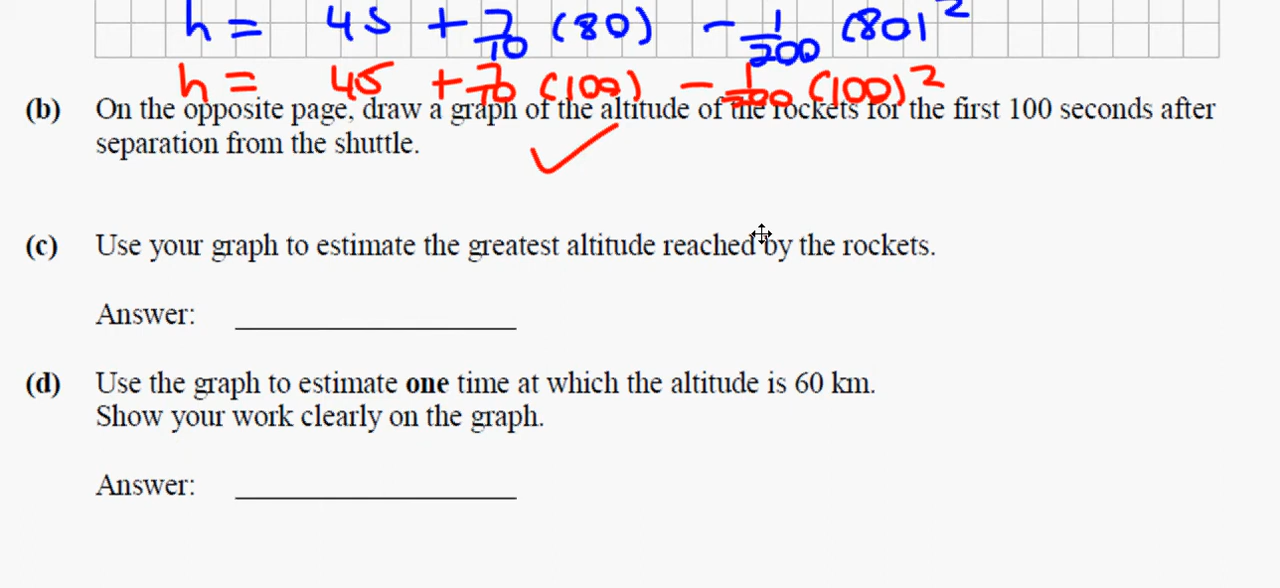 h = 45 + 7/10 (80) - 1/200 (80)²
h = 45 + 7/10 (100) - 1/200 (100)²
(b) On the opposite page, draw a graph of the altitude of the rockets for the first 100 seconds after
separation from the shuttle.
(c) Use your graph to estimate the greatest altitude reached by the rockets.
Answer:
(d) Use the graph to estimate one time at which the altitude is 60 km.
Show your work clearly on the graph.
Answer: